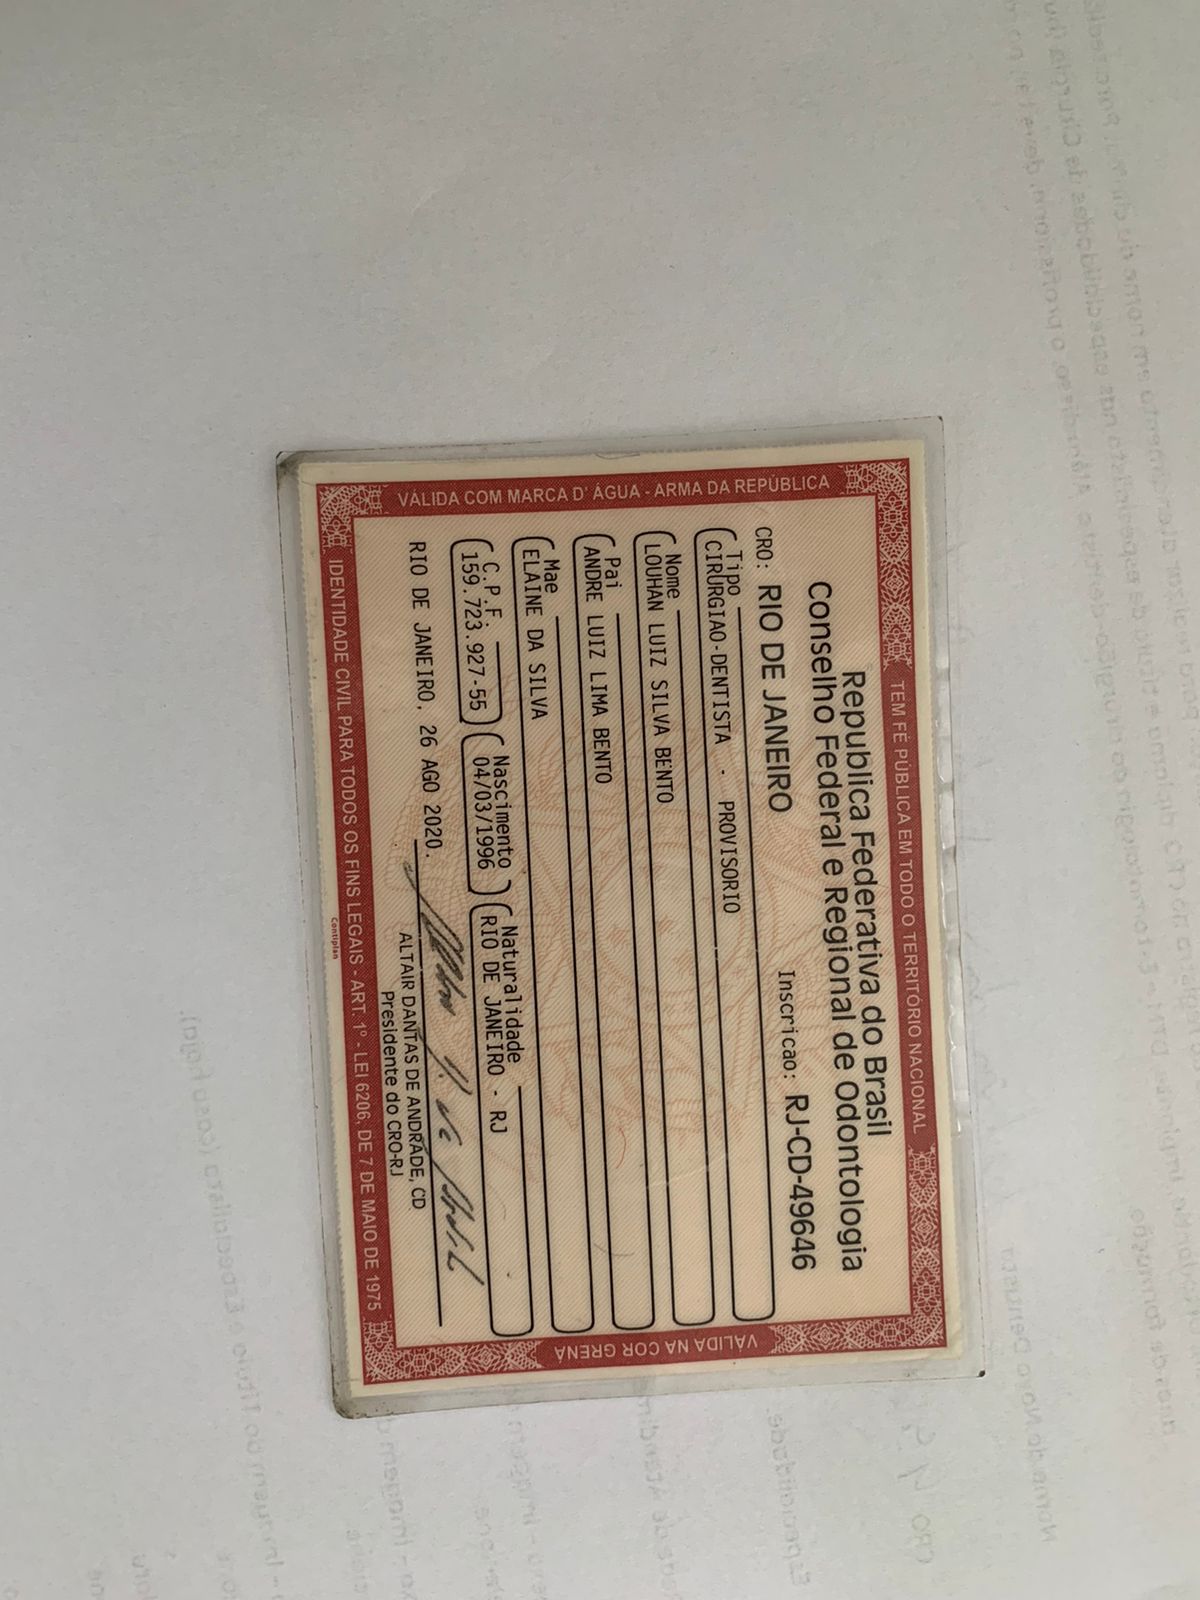 TEM FÉ PÚBLICA EM TODO O TERRITÓRIO NACIONAL
VÁLIDA COM MARCA D' ÁGUA - ARMA DA REPÚBLICA
Republica Federativa do Brasil
Conselho Federal e Regional de Odontologia
CRO: RIO DE JANEIRO Inscricao: RJ-CD-49646
Tipo
CIRURGIAO-DENTISTA - PROVISORIO
Nome
LOUHAN LUIZ SILVA BENTO
Pai
ANDRE LUIZ LIMA BENTO
Mae
ELAINE DA SILVA
C.P.F. Nascimento Naturalidade
159.723.927-55 04/03/1996 RIO DE JANEIRO - RJ
RIO DE JANEIRO, 26 AGO 2020.
ALTAIR DANTAS DE ANDRADE, CD
Presidente do CRO-RJ
VALIDA NA COR GRENÁ
Contiplan
IDENTIDADE CIVIL PARA TODOS OS FINS LEGAIS - ART. 1º - LEI 6206, DE 7 DE MAIO DE 1975